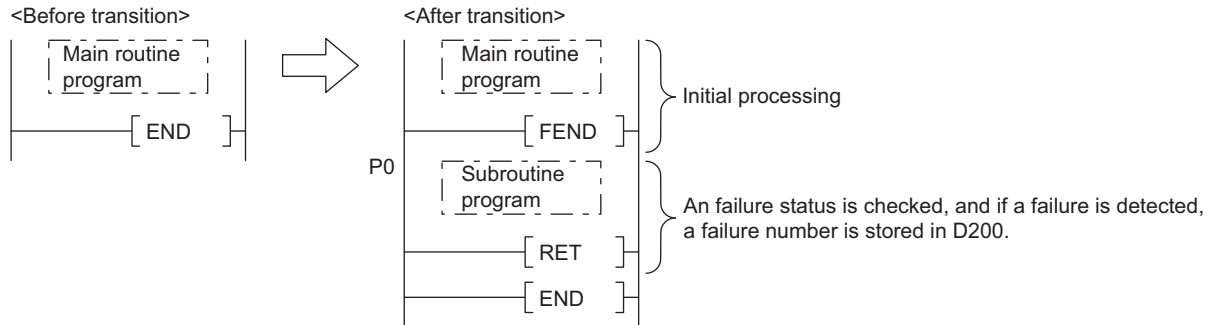 <Before transition>
Main routine
program
END
<After transition>
Main routine
program
FEND
Initial processing
P0
Subroutine
program
RET
An failure status is checked, and if a failure is detected,
a failure number is stored in D200.
END